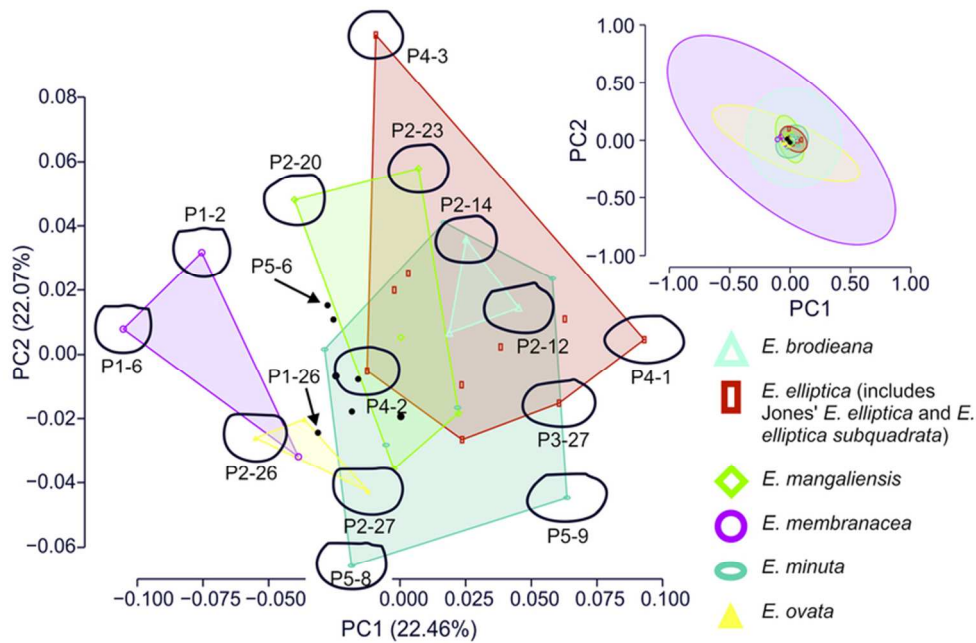 P4-3
P2-23
P2-20
P2-14
P1-2
P5-6
P2-12
P1-6
P4-1
P1-26
P4-2
P3-27
P2-26
P2-27
P5-9
P5-8
0.08
0.06
0.04
0.02
0.00
−0.02
−0.04
−0.06
PC2 (22.07%)
−0.100
−0.075
0.000
0.025
0.050
0.075
0.100
PC1 (22.46%)
1.00
0.50
0.00
−0.50
−1.00
PC2
−1.00
−0.50
0.00
0.50
1.00
PC1
E. brodieana
E. elliptica (includes
Jones' E. elliptica and E.
elliptica subquadrata)
E. mangaliensis
E. membranacea
E. minuta
E. ovata